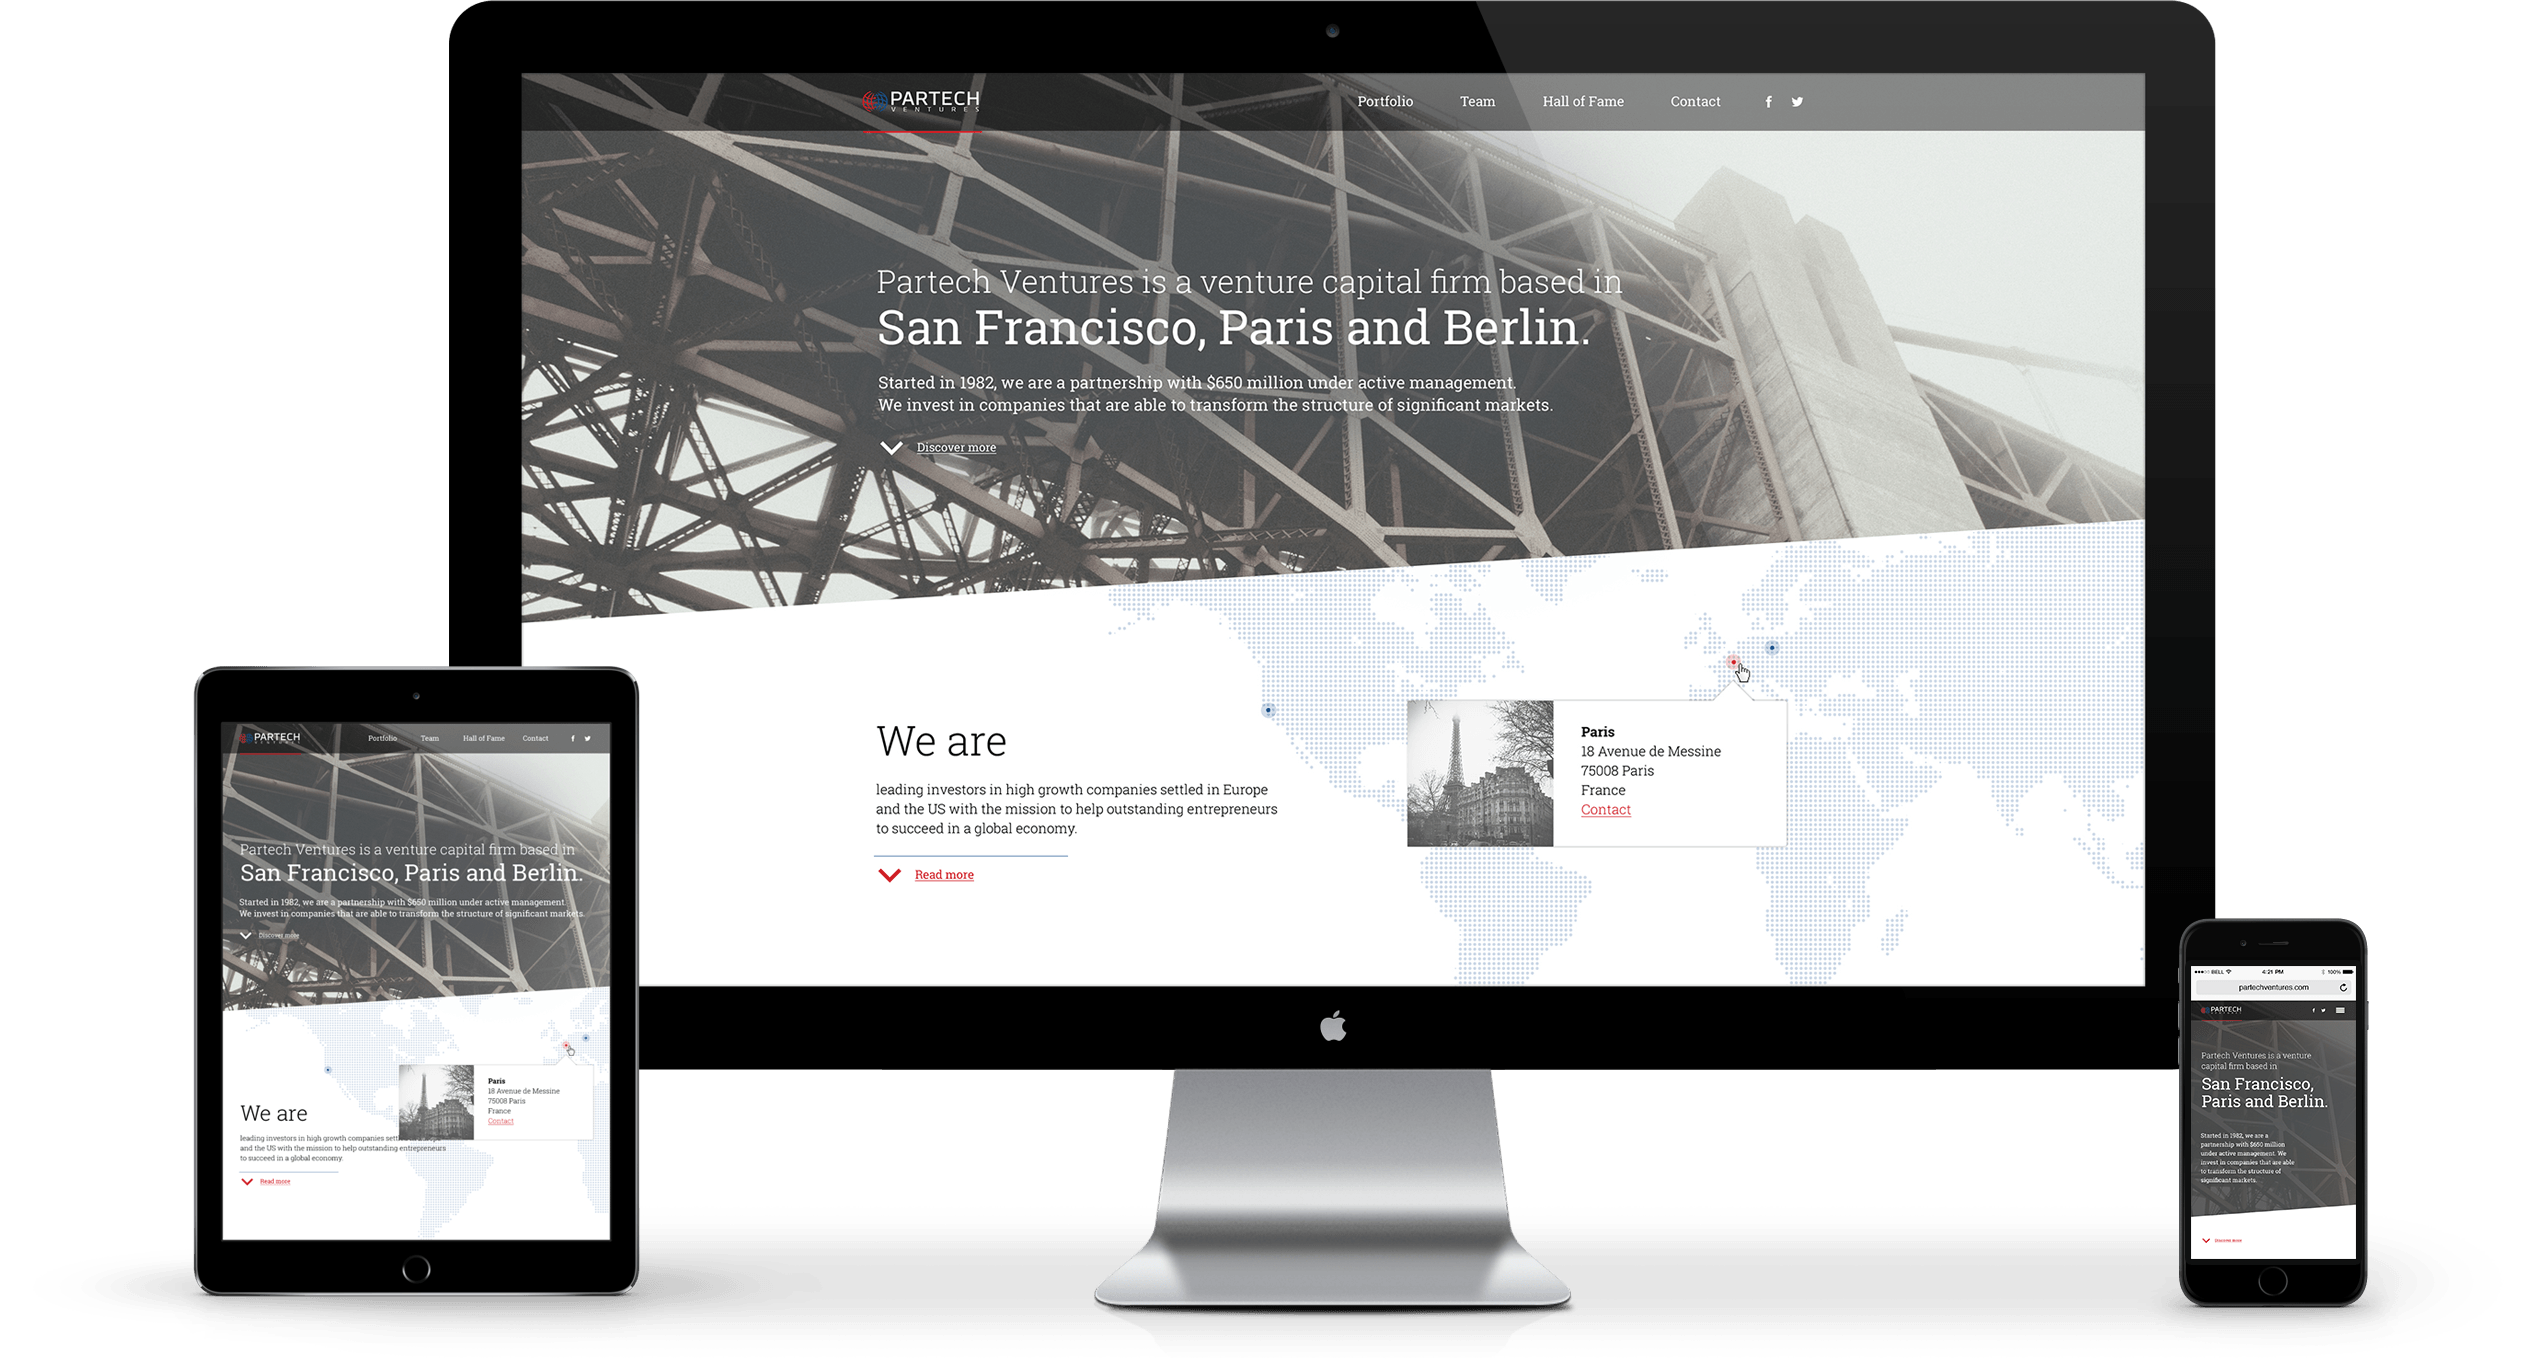 PARTECH
VENTURES
Portfolio Team Hall of Fame Contact
Partech Ventures is a venture capital firm based in
San Francisco, Paris and Berlin.
Started in 1982, we are a partnership with $650 million under active management.
We invest in companies that are able to transform the structure of significant markets.
Discover more
We are
leading investors in high growth companies settled in Europe
and the US with the mission to help outstanding entrepreneurs
to succeed in a global economy.
Read more
Paris
18 Avenue de Messine
75008 Paris
France
Contact
PARTECH
VENTURES
Portfolio Team Hall of Fame Contact
Partech Ventures is a venture capital firm based in
San Francisco, Paris and Berlin.
Started in 1982, we are a partnership with $650 million under active management.
We invest in companies that are able to transform the structure of significant markets.
Discover more
We are
leading investors in high growth companies
and the US with the mission to help outstanding entrepreneurs
to succeed in a global economy.
Read more
Paris
18 Avenue de Messine
75008 Paris
France
Contact
BELL 4:21 PM 100%
partechventures.com
PARTECH
Partech Ventures is a venture
capital firm based in
San Francisco,
Paris and Berlin.
Started in 1982, we are a
partnership with $650 million
under active management. We
invest in companies that are able
to transform the structure of
significant markets.
Discover more